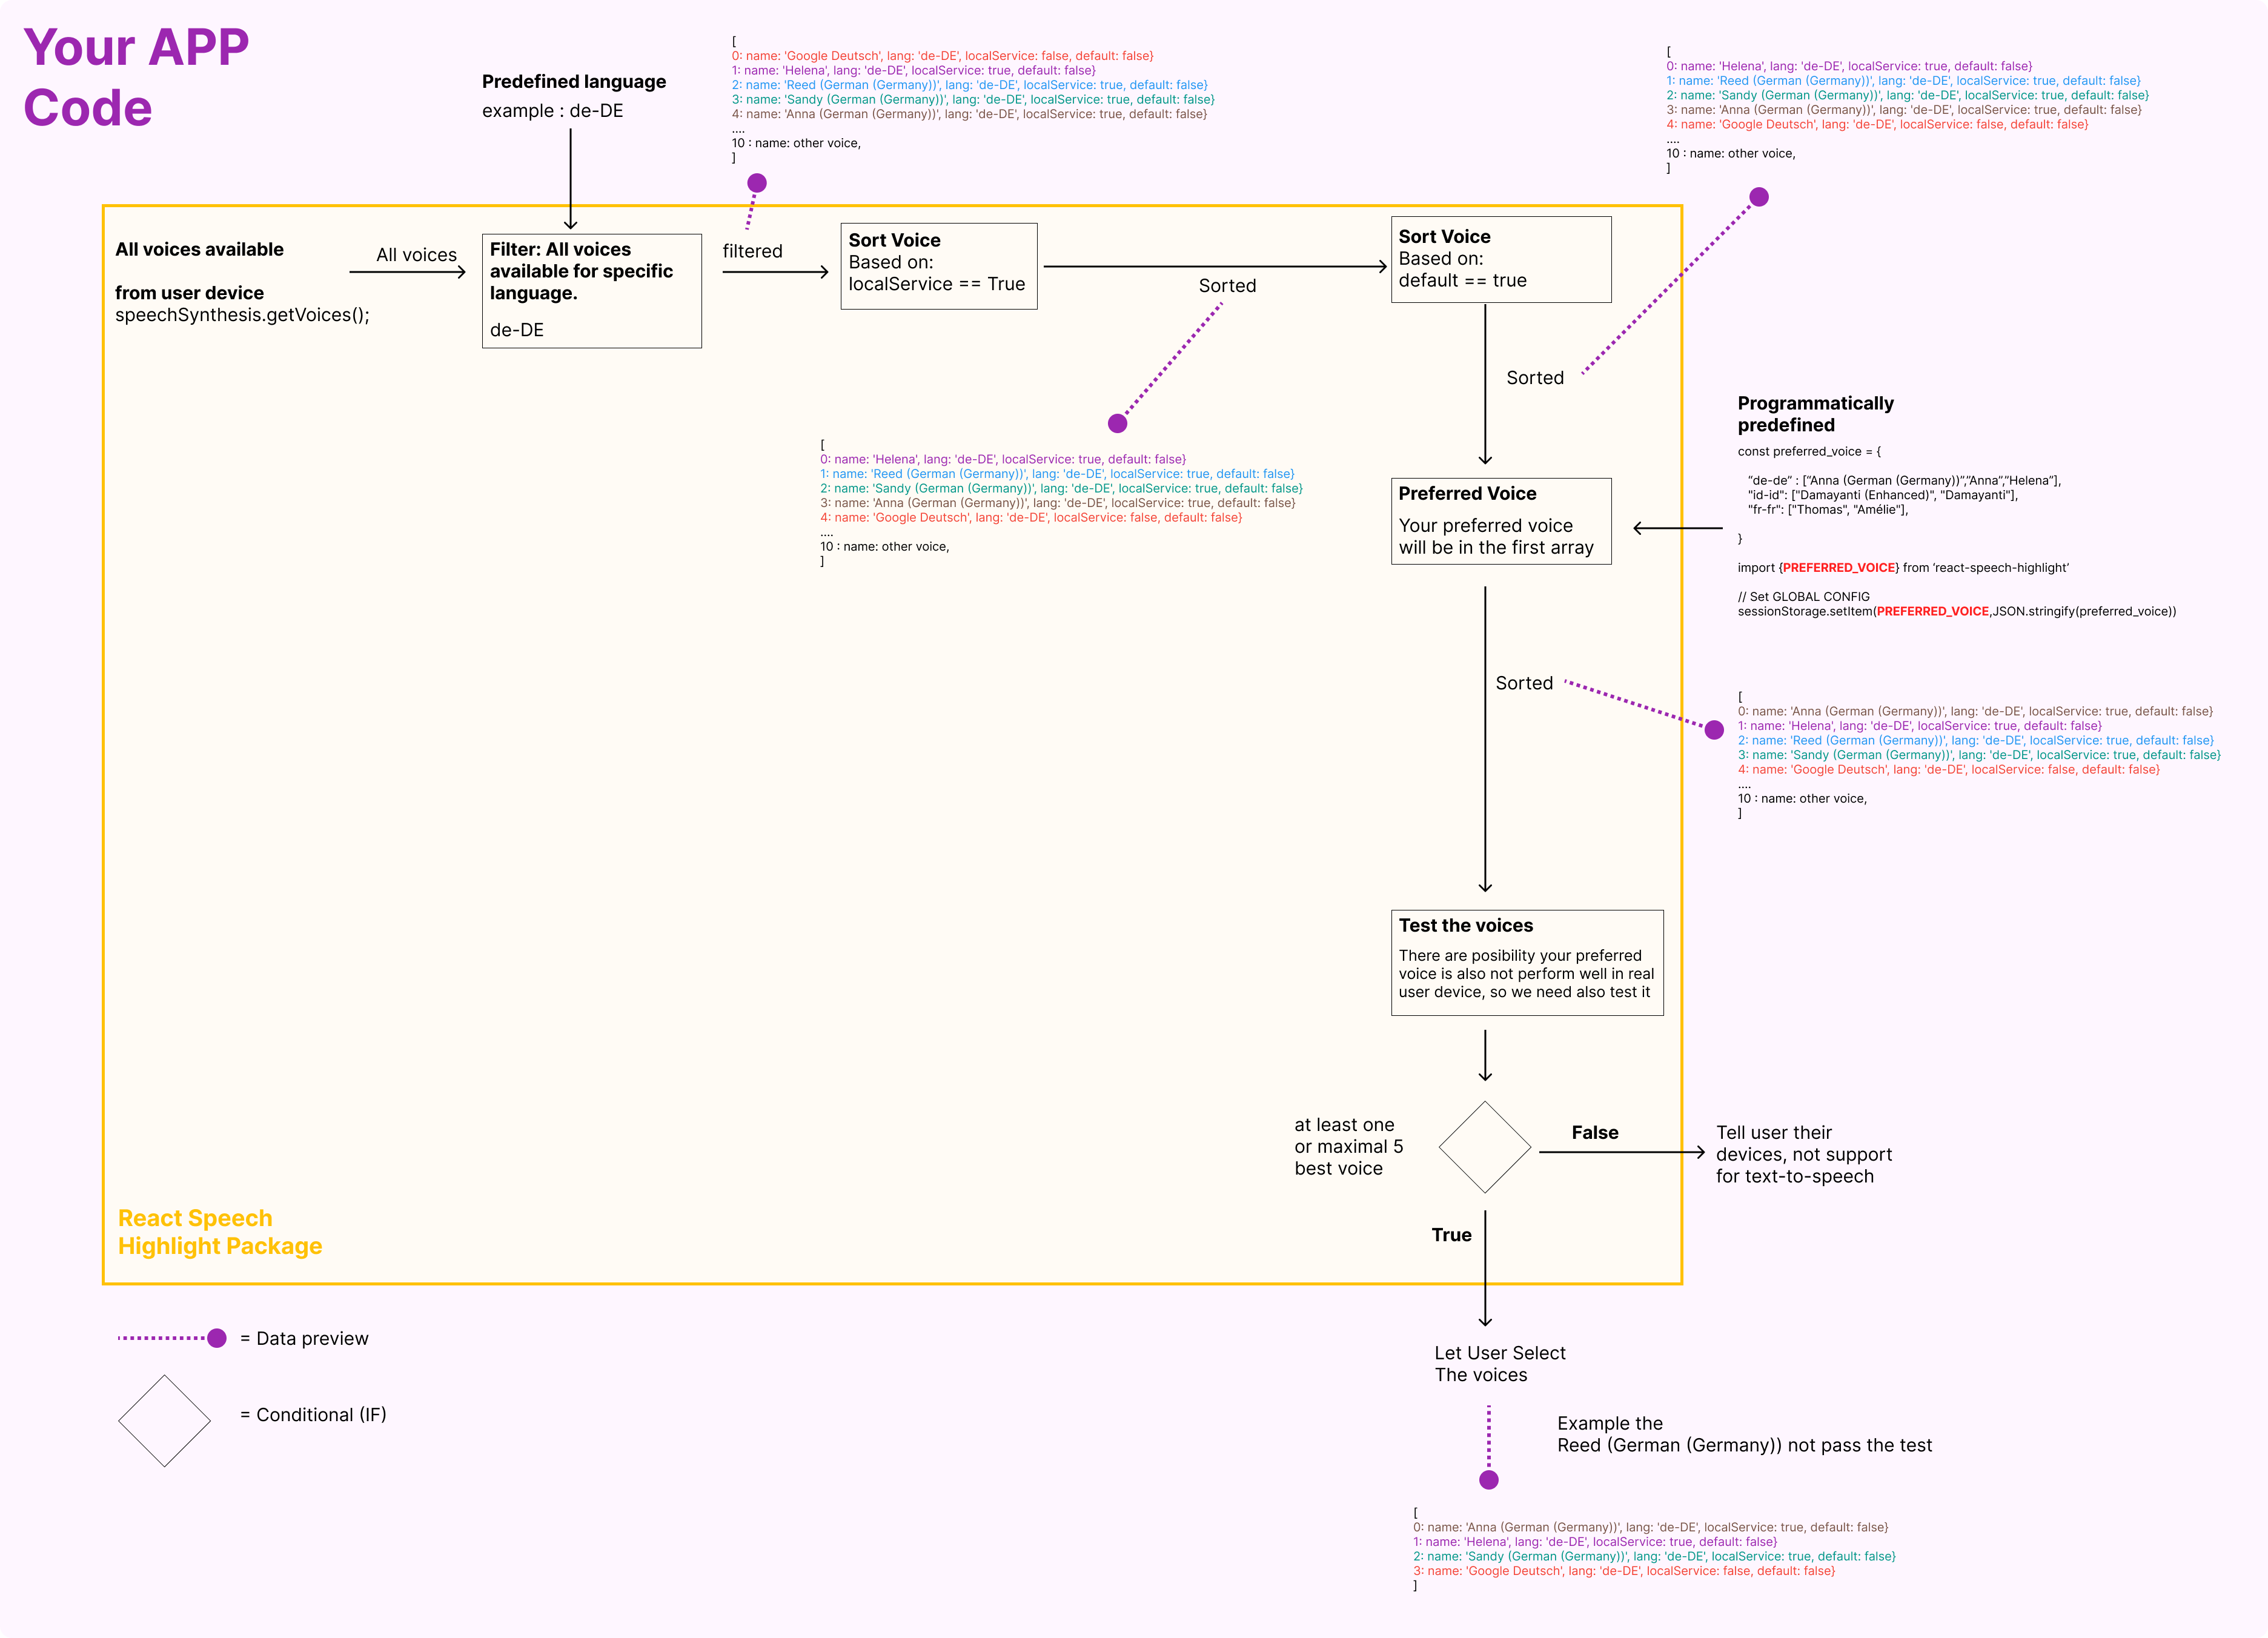 Your APP
Code
Predefined language
example : de-DE
[
0: name: 'Google Deutsch', lang: 'de-DE', localService: false, default: false}
1: name: 'Helena', lang: 'de-DE', localService: true, default: false}
2: name: 'Reed (German (Germany))', lang: 'de-DE', localService: true, default: false}
3: name: 'Sandy (German (Germany))', lang: 'de-DE', localService: true, default: false}
4: name: 'Anna (German (Germany))', lang: 'de-DE', localService: true, default: false}
....
10 : name: other voice,
]
[
0: name: 'Helena', lang: 'de-DE', localService: true, default: false}
1: name: 'Reed (German (Germany))', lang: 'de-DE', localService: true, default: false}
2: name: 'Sandy (German (Germany))', lang: 'de-DE', localService: true, default: false}
3: name: 'Anna (German (Germany))', lang: 'de-DE', localService: true, default: false}
4: name: 'Google Deutsch', lang: 'de-DE', localService: false, default: false}
....
10 : name: other voice,
]
All voices available
from user device
speechSynthesis.getVoices();
All voices
Filter: All voices
available for specific
language.
de-DE
filtered
Sort Voice
Based on:
localService == True
Sorted
Sort Voice
Based on:
default == true
Sorted
[
0: name: 'Helena', lang: 'de-DE', localService: true, default: false}
1: name: 'Reed (German (Germany))', lang: 'de-DE', localService: true, default: false}
2: name: 'Sandy (German (Germany))', lang: 'de-DE', localService: true, default: false}
3: name: 'Anna (German (Germany))', lang: 'de-DE', localService: true, default: false}
4: name: 'Google Deutsch', lang: 'de-DE', localService: false, default: false}
....
10 : name: other voice,
]
Preferred Voice
Your preferred voice
will be in the first array
Programmatically
predefined
const preferred_voice = {
“de-de” : [”Anna (German (Germany))”,”Anna”,”Helena”],
"id-id": ["Damayanti (Enhanced)", "Damayanti"],
"fr-fr": ["Thomas", "Amélie"],
}
import {PREFERRED_VOICE} from ‘react-speech-highlight’
// Set GLOBAL CONFIG
sessionStorage.setItem(PREFERRED_VOICE,JSON.stringify(preferred_voice))
Sorted
[
0: name: 'Anna (German (Germany))', lang: 'de-DE', localService: true, default: false}
1: name: 'Helena', lang: 'de-DE', localService: true, default: false}
2: name: 'Reed (German (Germany))', lang: 'de-DE', localService: true, default: false}
3: name: 'Sandy (German (Germany))', lang: 'de-DE', localService: true, default: false}
4: name: 'Google Deutsch', lang: 'de-DE', localService: false, default: false}
....
10 : name: other voice,
]
Test the voices
There are posibility your preferred
voice is also not perform well in real
user device, so we need also test it
at least one
or maximal 5
best voice
False
Tell user their
devices, not support
for text-to-speech
True
React Speech
Highlight Package
= Data preview
= Conditional (IF)
Let User Select
The voices
Example the
Reed (German (Germany)) not pass the test
[
0: name: 'Anna (German (Germany))', lang: 'de-DE', localService: true, default: false}
1: name: 'Helena', lang: 'de-DE', localService: true, default: false}
2: name: 'Sandy (German (Germany))', lang: 'de-DE', localService: true, default: false}
3: name: 'Google Deutsch', lang: 'de-DE', localService: false, default: false}
]